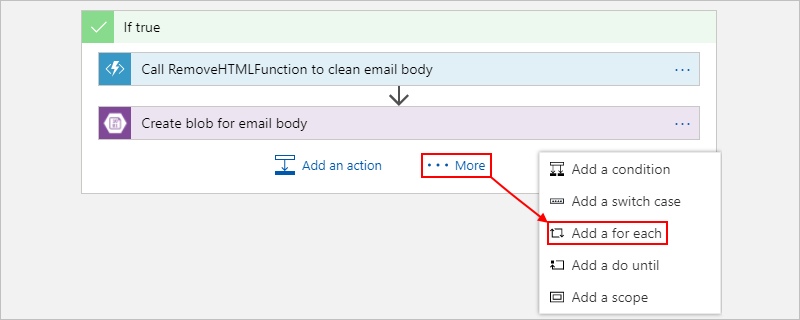 If true
Call RemoveHTMLFunction to clean email body
...
Create blob for email body
...
Add an action
... More
Add a condition
Add a switch case
Add a for each
Add a do until
Add a scope